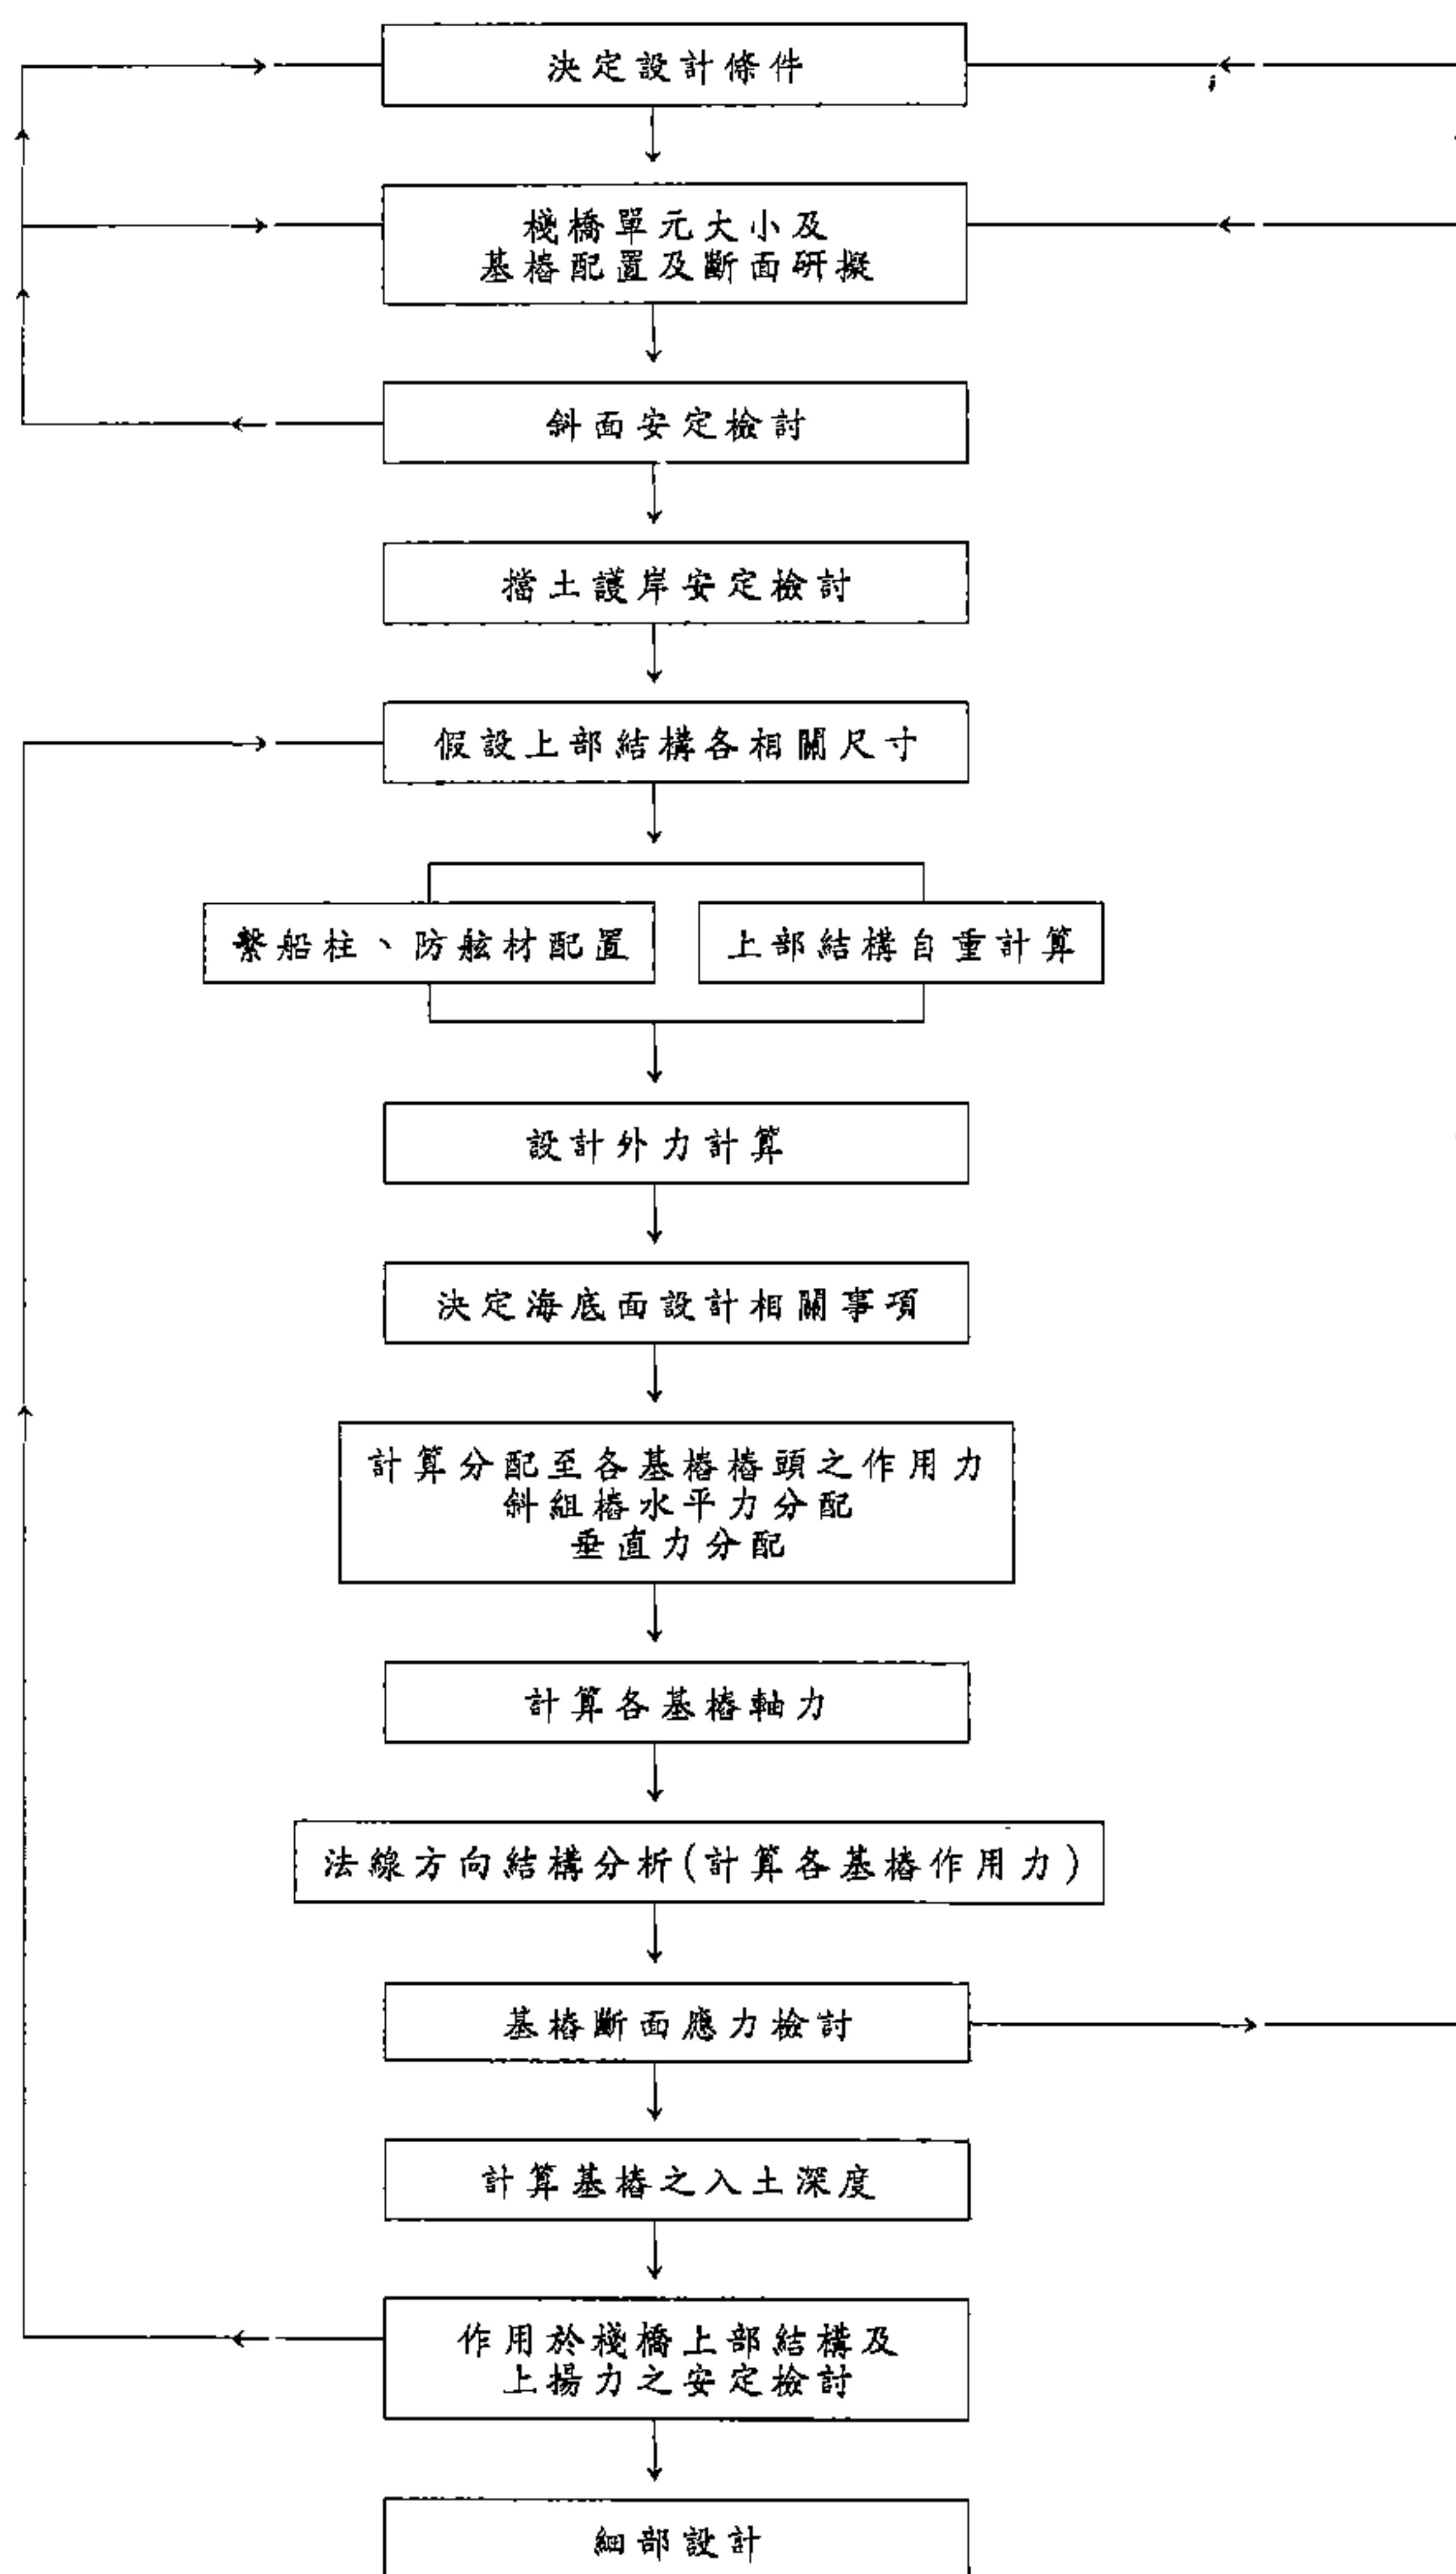 決定設計條件
棧橋單元大小及
基樁配置及斷面研擬
斜面安定檢討
擋土護岸安定檢討
假設上部結構各相關尺寸
繫船柱、防舷材配置
上部結構自重計算
設計外力計算
決定海底面設計相關事項
計算分配至各基樁樁頭之作用力
斜組樁水平力分配
垂直力分配
計算各基樁軸力
法線方向結構分析(計算各基樁作用力)
基樁斷面應力檢討
計算基樁之入土深度
作用於棧橋上部結構及
上揚力之安定檢討
細部設計